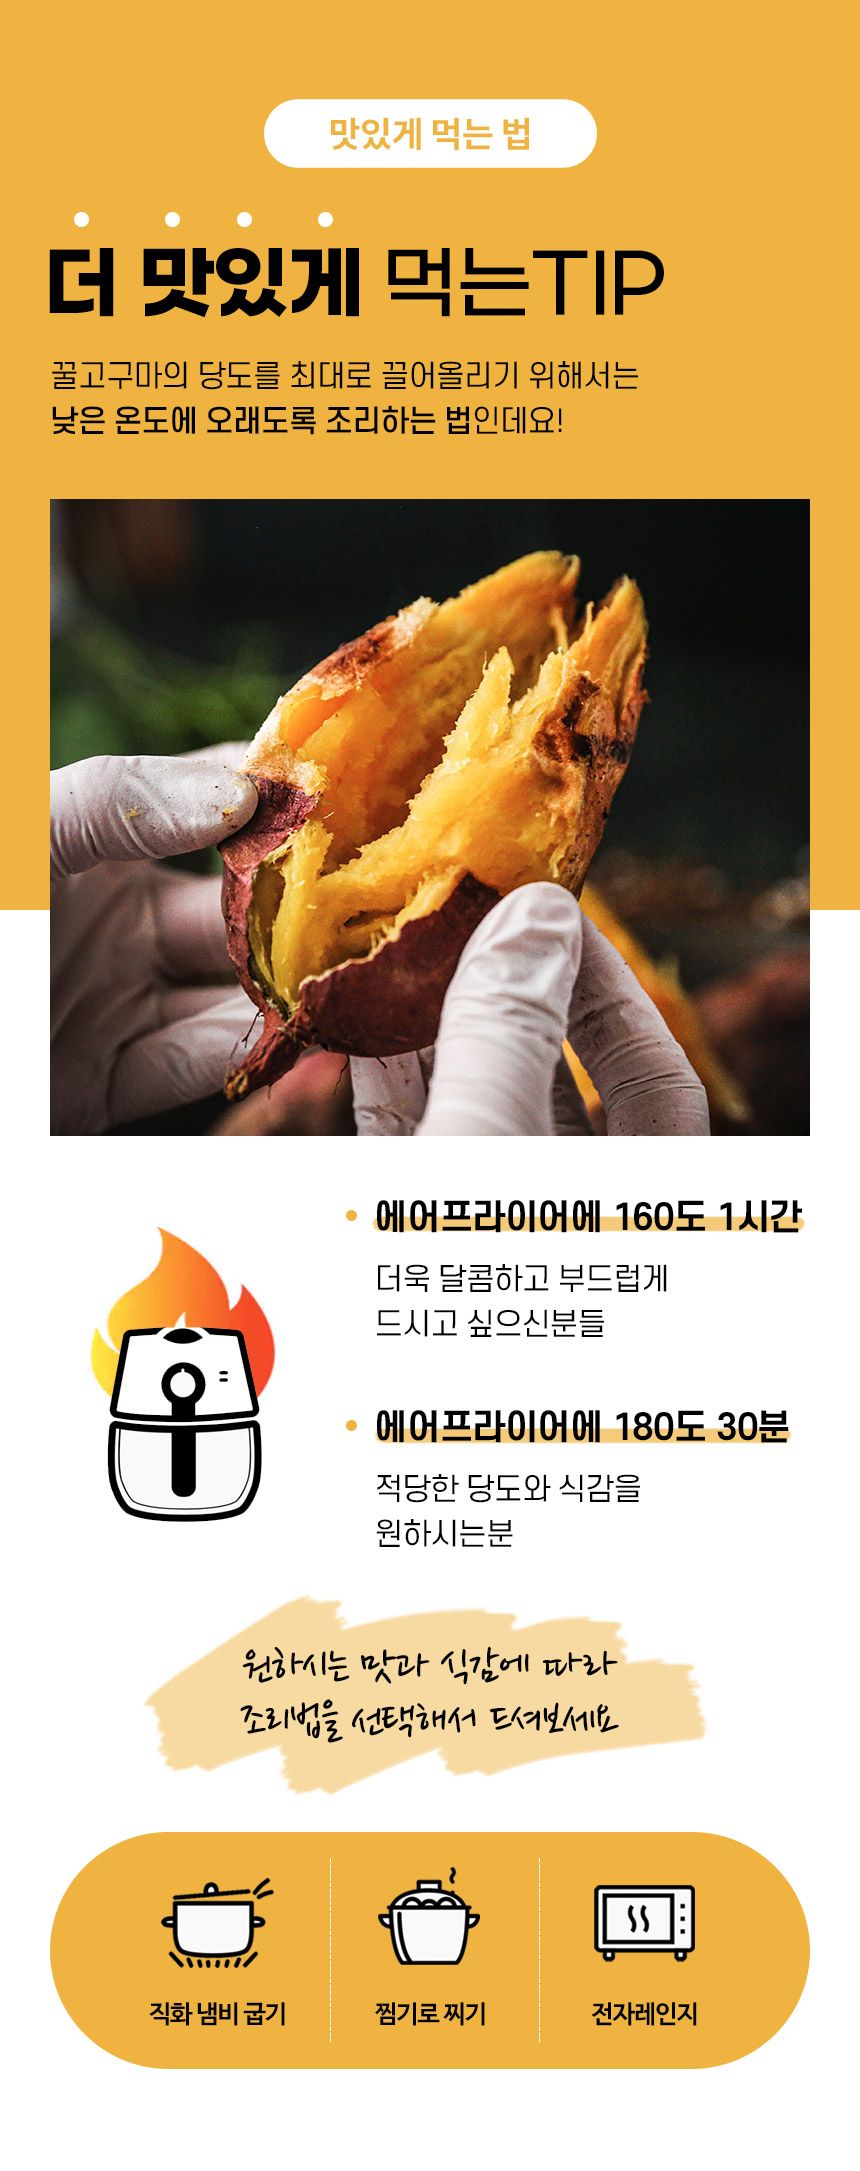 맛있게 먹는 법
더 맛있게 먹는TIP
꿀고구마의 당도를 최대로 끌어올리기 위해서는
낮은 온도에 오래도록 조리하는 법인데요!
에어프라이어에 160도 1시간
더욱 달콤하고 부드럽게
드시고 싶으신분들
에어프라이어에 180도 30분
적당한 당도와 식감을
원하시는분
원하시는 맛과 식감에 따라
조리법을 선택해서 드셔보세요
직화 냄비 굽기
찜기로 찌기
전자레인지